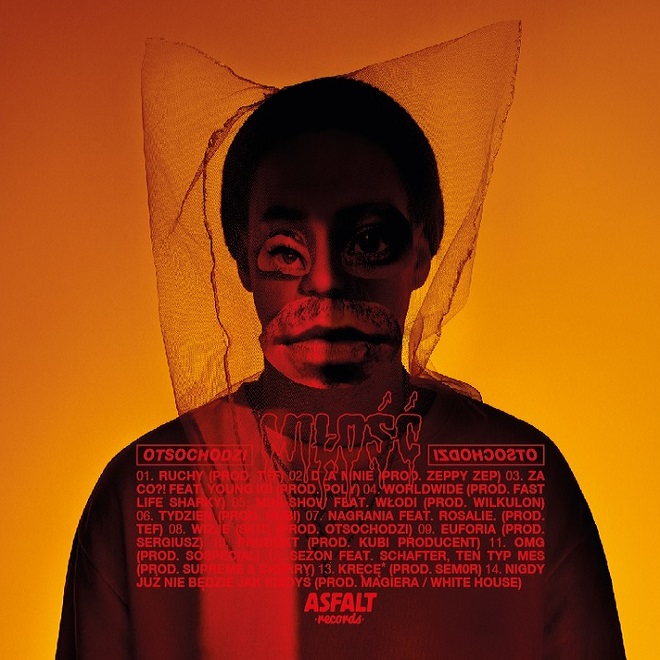 MIŁOŚĆ
OTSOCHODZI OTSOCHODZI
01. RUCHY (PROD. TEF) 02. D A MNIE (PROD. ZEPPY ZEP) 03. ZA
CO?! FEAT. YOUNG (PROD. POLY) 04. WORLDWIDE (PROD. FAST
LIFE SHARKY) SHOW FEAT. WŁODI (PROD. WILKULON)
06. TYDZIEŃ 07. NAGRANIA FEAT. ROSALIE. (PROD.
TEF) 08. PROD. OTSOCHODZI) 09. EUFORIA (PROD.
SERGIUSZ) (PROD. KUBI PRODUCENT) 11. OMG
(PROD. SEZON FEAT. SCHAFTER, TEN TYP MES
(PROD. SUPREME 13. KRĘCĘ* (PROD. SÉM0R) 14. NIGDY
JUŻ NIE BĘDZIE JAK (PROD. MAGIERA / WHITE HOUSE)
ASFALT
records